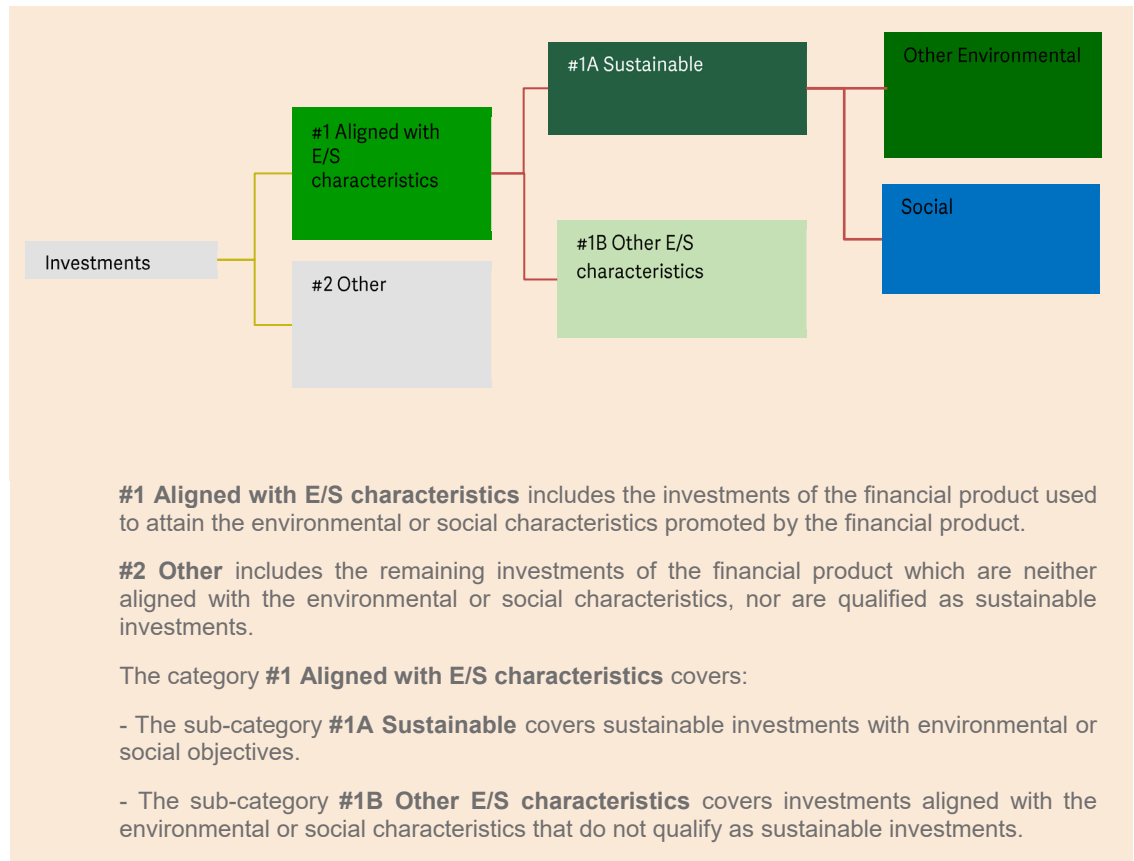 #1A Sustainable
Other Environmental
#1 Aligned with
E/S
characteristics
#1B Other E/S
characteristics
Social
Investments
#2 Other
#1 Aligned with E/S characteristics includes the investments of the financial product used
to attain the environmental or social characteristics promoted by the financial product.
#2 Other includes the remaining investments of the financial product which are neither
aligned with the environmental or social characteristics, nor are qualified as sustainable
investments.
The category #1 Aligned with E/S characteristics covers:
- The sub-category #1A Sustainable covers sustainable investments with environmental or
social objectives.
- The sub-category #1B Other E/S characteristics covers investments aligned with the
environmental or social characteristics that do not qualify as sustainable investments.